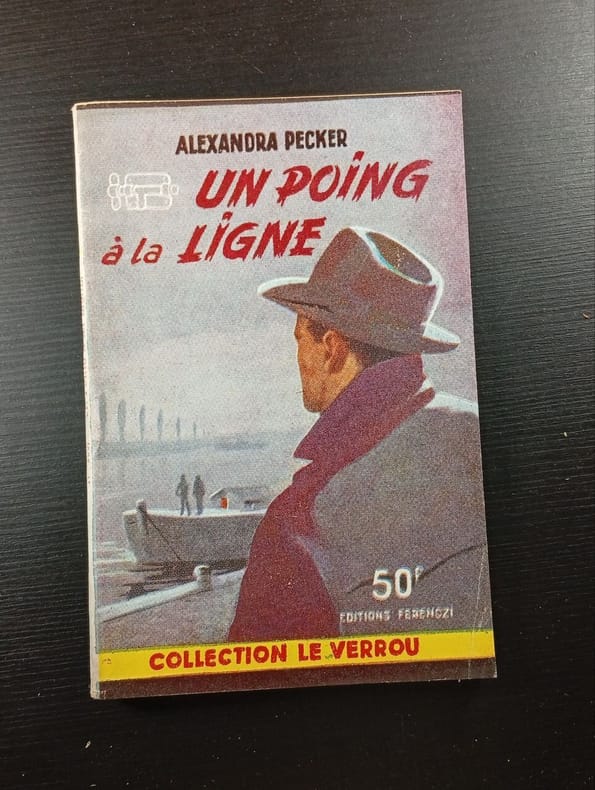 ALEXANDRA PECKER
UN POING
à la LIGNE
50F
EDITIONS FERENCZI
COLLECTION LE VERROU